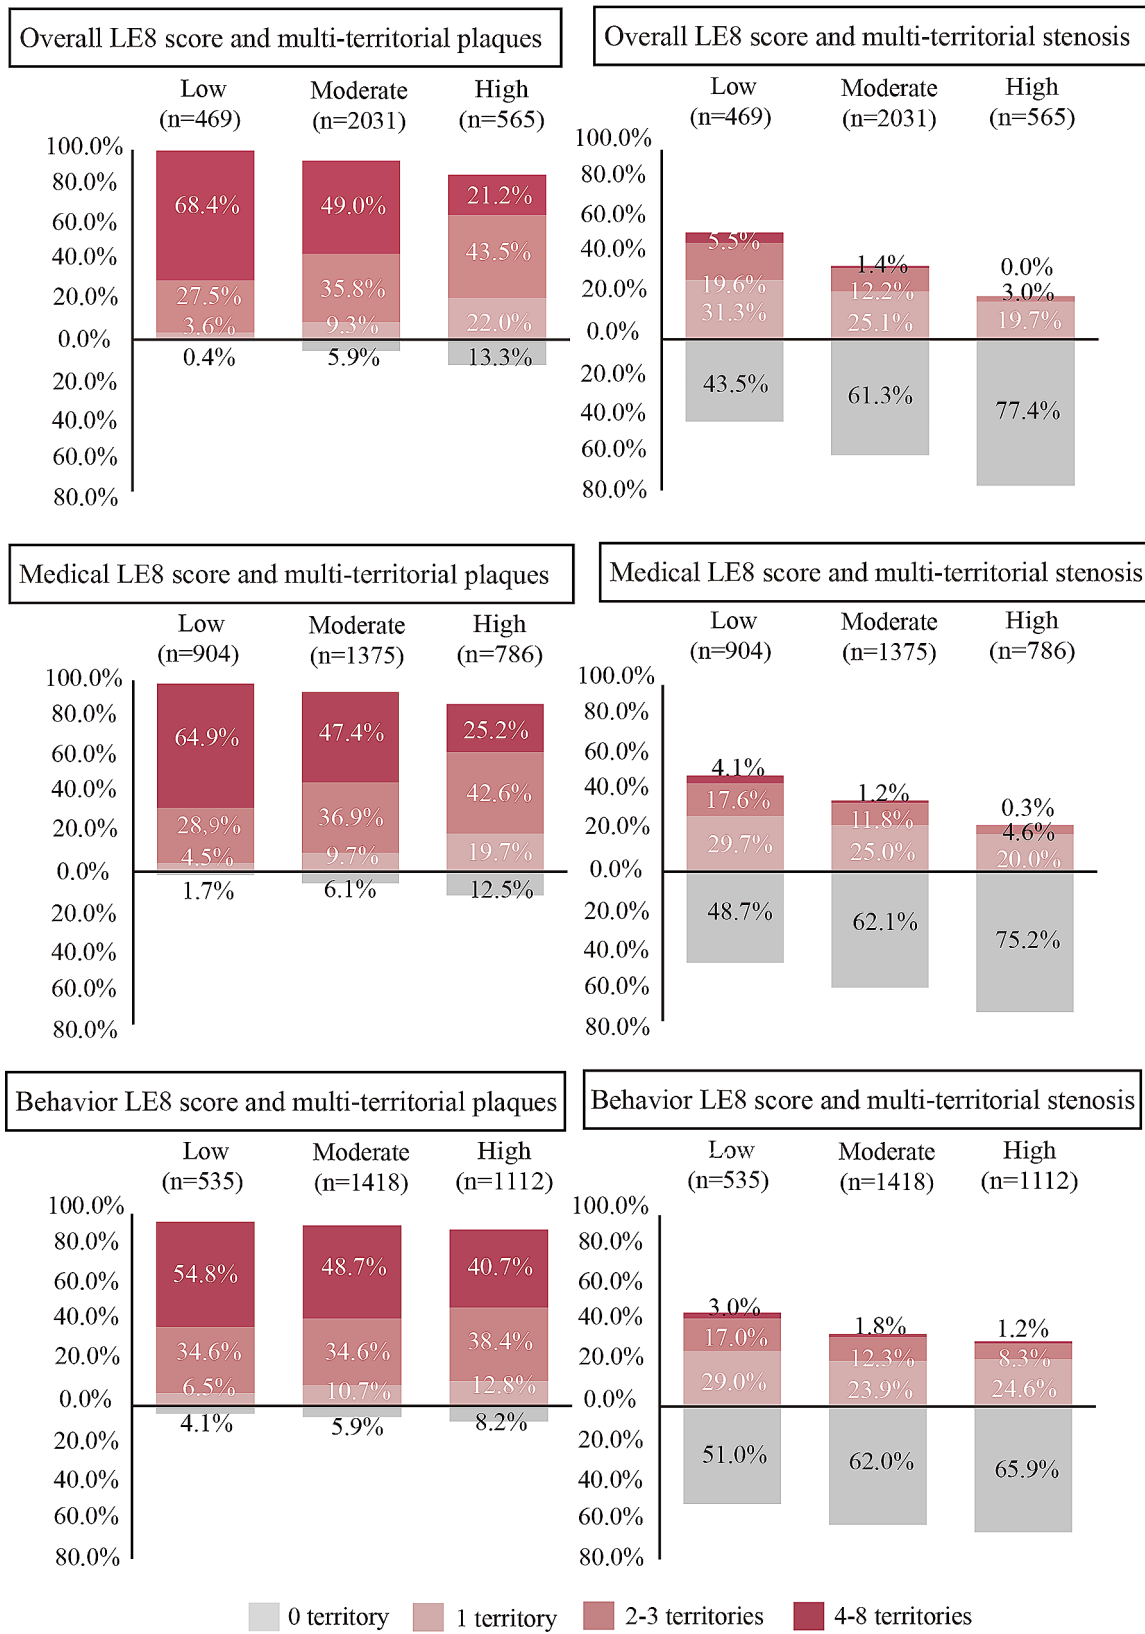 Overall LE8 score and multi-territorial plaques
Low
(n=469)
Moderate
(n=2031)
High
(n=565)
100.0%
80.0%
60.0%
40.0%
20.0%
0.0%
20.0%
40.0%
60.0%
80.0%
68.4%
27.5%
3.6%
0.4%
49.0%
35.8%
9.3%
5.9%
21.2%
43.5%
22.0%
13.3%
Overall LE8 score and multi-territorial stenosis
Low
(n=469)
Moderate
(n=2031)
High
(n=565)
100.0%
80.0%
60.0%
40.0%
20.0%
0.0%
20.0%
40.0%
60.0%
80.0%
5.5%
19.6%
31.3%
43.5%
1.4%
12.2%
25.1%
61.3%
0.0%
3.0%
19.7%
77.4%
Medical LE8 score and multi-territorial plaques
Low
(n=904)
Moderate
(n=1375)
High
(n=786)
100.0%
80.0%
60.0%
40.0%
20.0%
0.0%
20.0%
40.0%
60.0%
80.0%
64.9%
28,9%
4.5%
1.7%
47.4%
36.9%
9.7%
6.1%
25.2%
42.6%
19.7%
12.5%
Medical LE8 score and multi-territorial stenosis
Low
(n=904)
Moderate
(n=1375)
High
(n=786)
100.0%
80.0%
60.0%
40.0%
20.0%
0.0%
20.0%
40.0%
60.0%
80.0%
4.1%
17.6%
29.7%
48.7%
1.2%
11.8%
25.0%
62.1%
0.3%
4.6%
20.0%
75.2%
Behavior LE8 score and multi-territorial plaques
Low
(n=535)
Moderate
(n=1418)
High
(n=1112)
100.0%
80.0%
60.0%
40.0%
20.0%
0.0%
20.0%
40.0%
60.0%
80.0%
54.8%
34.6%
6.5%
4.1%
48.7%
34.6%
10.7%
5.9%
40.7%
38.4%
12.8%
8.2%
Behavior LE8 score and multi-territorial stenosis
Low
(n=535)
Moderate
(n=1418)
High
(n=1112)
100.0%
80.0%
60.0%
40.0%
20.0%
0.0%
20.0%
40.0%
60.0%
80.0%
3.0%
17.0%
29.0%
51.0%
1.8%
12.3%
23.9%
62.0%
1.2%
8.3%
24.6%
65.9%
0 territory
1 territory
2-3 territories
4-8 territories